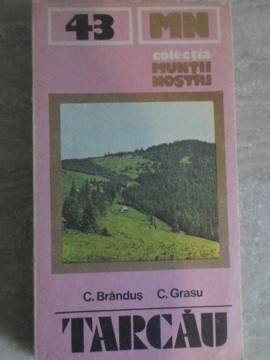 43 MN
colecția
MUNȚII
NOȘTRI
C. Brânduș C. Grasu
TARCĂU